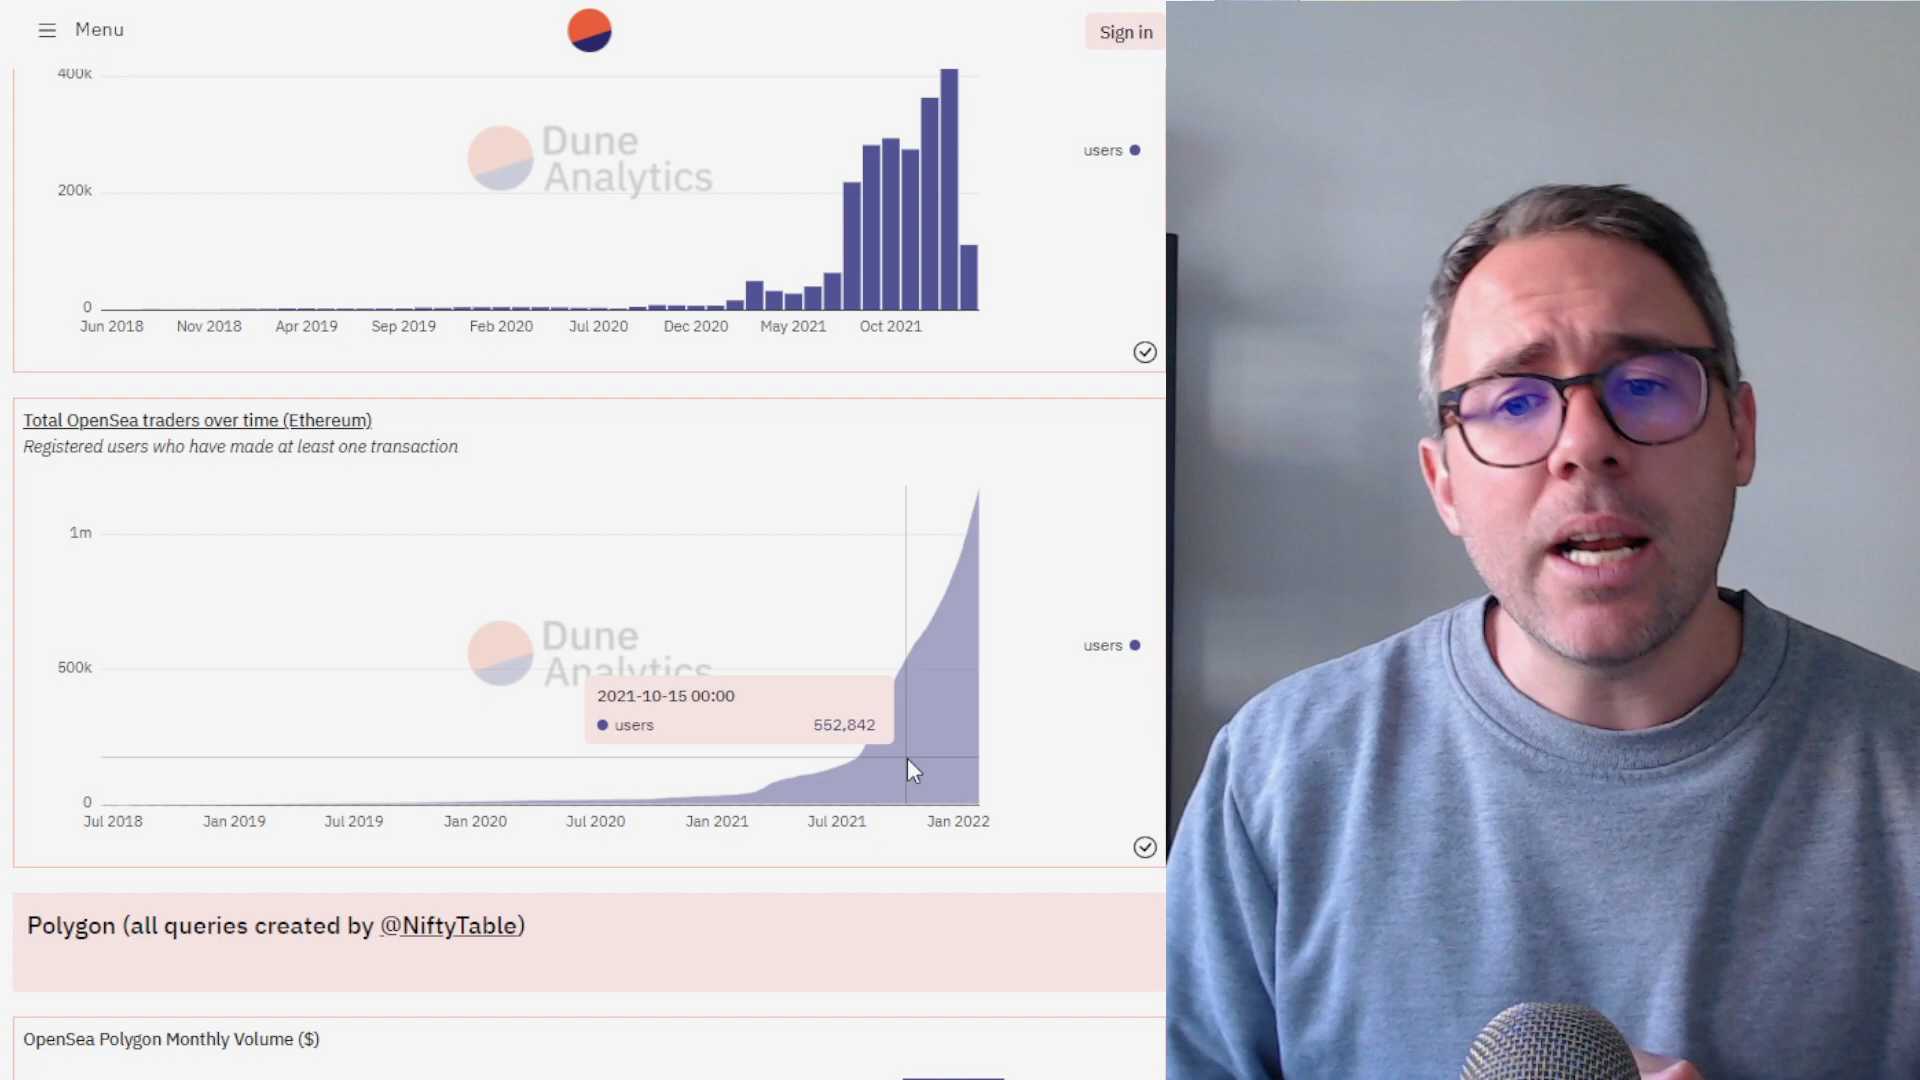 Menu
Sign in
400k
Dune
Analytics
users
200k
0
Jun 2018 Nov 2018 Apr 2019 Sep 2019 Feb 2020 Jul 2020 Dec 2020 May 2021 Oct 2021
Total OpenSea traders over time (Ethereum)
Registered users who have made at least one transaction
1m
Dune
Analytics
users
500k
2021-10-15 00:00
users 552,842
0
Jul 2018 Jan 2019 Jul 2019 Jan 2020 Jul 2020 Jan 2021 Jul 2021 Jan 2022
Polygon (all queries created by @NiftyTable)
OpenSea Polygon Monthly Volume ($)